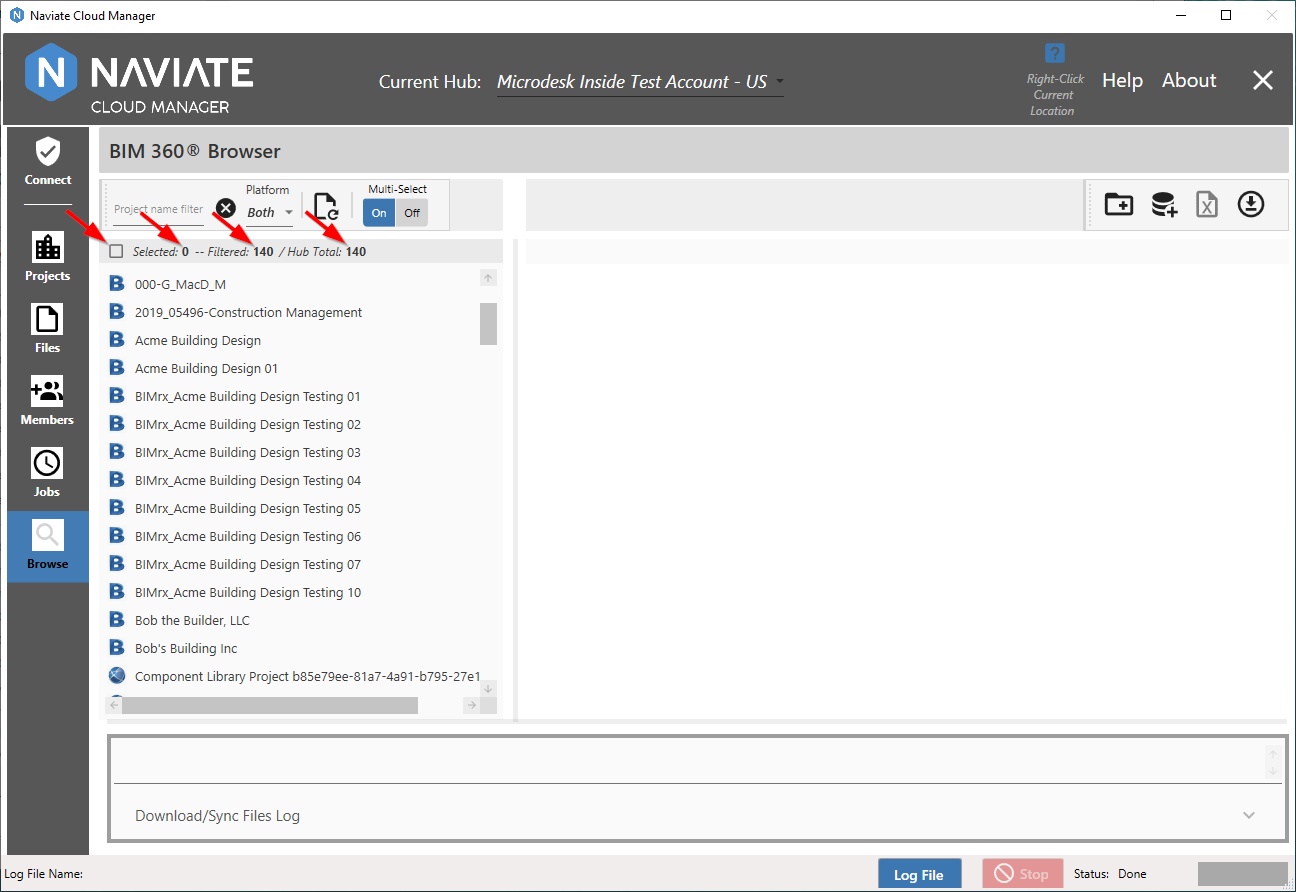 Naviate Cloud Manager
NAVIATE
CLOUD MANAGER
Current Hub: Microdesk Inside Test Account - US
?
Right-Click
Current
Location
Help
About
Connect
Projects
Files
Members
Jobs
Browse
BIM 360® Browser
Project name filter
Platform
Both
Multi-Select
On
Off
Selected: 0 -- Filtered: 140 / Hub Total: 140
000-G_MacD_M
2019_05496-Construction Management
Acme Building Design
Acme Building Design 01
BIMrx_Acme Building Design Testing 01
BIMrx_Acme Building Design Testing 02
BIMrx_Acme Building Design Testing 03
BIMrx_Acme Building Design Testing 04
BIMrx_Acme Building Design Testing 05
BIMrx_Acme Building Design Testing 06
BIMrx_Acme Building Design Testing 07
BIMrx_Acme Building Design Testing 10
Bob the Builder, LLC
Bob's Building Inc
Component Library Project b85e79ee-81a7-4a91-b795-27e1
Download/Sync Files Log
Log File Name:
Log File
Stop
Status: Done